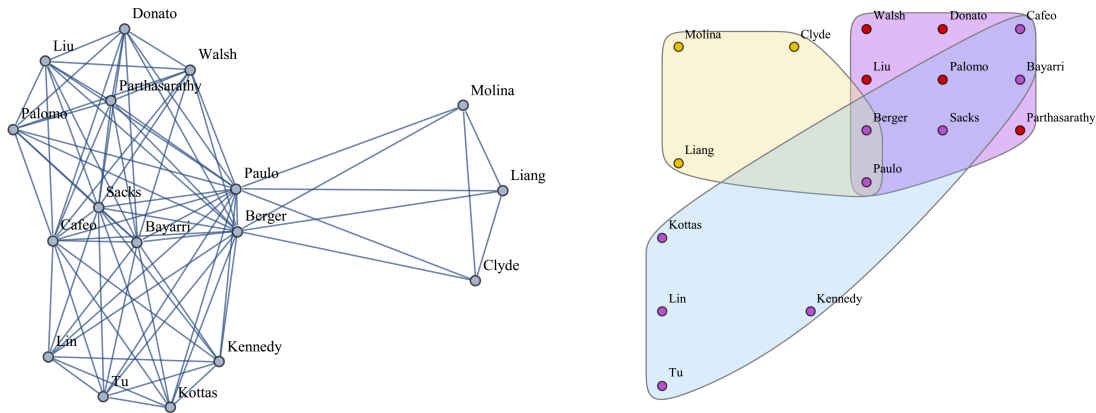 Donato
Liu
Walsh
Parthasarathy
Palomo
Molina
Paulo
Liang
Sacks
Berger
Cafeo
Bayarri
Clyde
Lin
Kennedy
Tu
Kottas
Walsh Donato Cafeo
Molina Clyde
Liu Palomo Bayarri
Berger Sacks Parthasarathy
Liang
Paulo
Kottas
Lin Kennedy
Tu